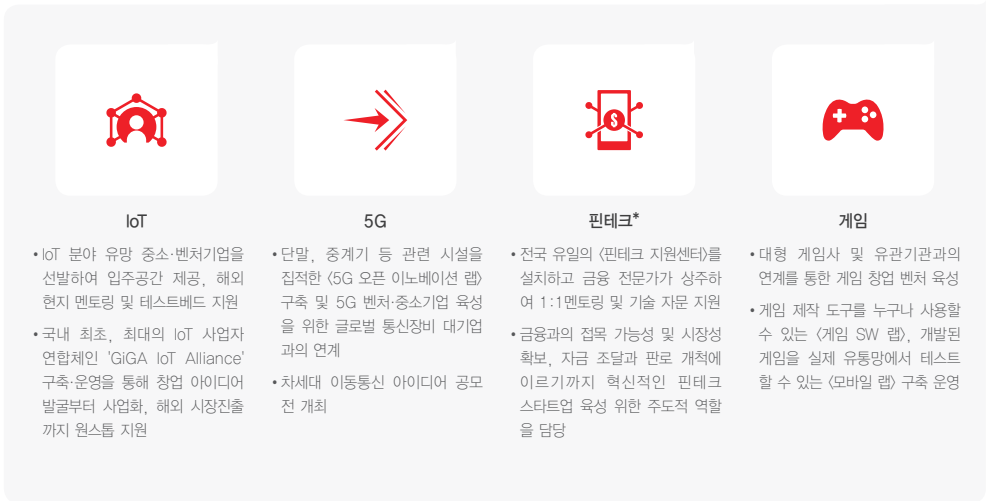 IoT
• IoT 분야 유망 중소·벤처기업을
선발하여 입주공간 제공, 해외
현지 멘토링 및 테스트베드 지원
• 국내 최초, 최대의 IoT 사업자
연합체인 'GiGA IoT Alliance'
구축·운영을 통해 창업 아이디어
발굴부터 사업화, 해외 시장진출
까지 원스톱 지원
5G
• 단말, 중계기 등 관련 시설을
집적한 〈5G 오픈 이노베이션 랩〉
구축 및 5G 벤처·중소기업 육성
을 위한 글로벌 통신장비 대기업
과의 연계
• 차세대 이동통신 아이디어 공모
전 개최
$
핀테크*
• 전국 유일의 〈핀테크 지원센터〉를
설치하고 금융 전문가가 상주하
여 1:1멘토링 및 기술 자문 지원
• 금융과의 접목 가능성 및 시장성
확보, 자금 조달과 판로 개척에
이르기까지 혁신적인 핀테크
스타트업 육성 위한 주도적 역할
을 담당
게임
• 대형 게임사 및 유관기관과의
연계를 통한 게임 창업 벤처 육성
• 게임 제작 도구를 누구나 사용할
수 있는 〈게임 SW 랩〉, 개발된
게임을 실제 유통망에서 테스트
할 수 있는 〈모바일 랩〉 구축 운영